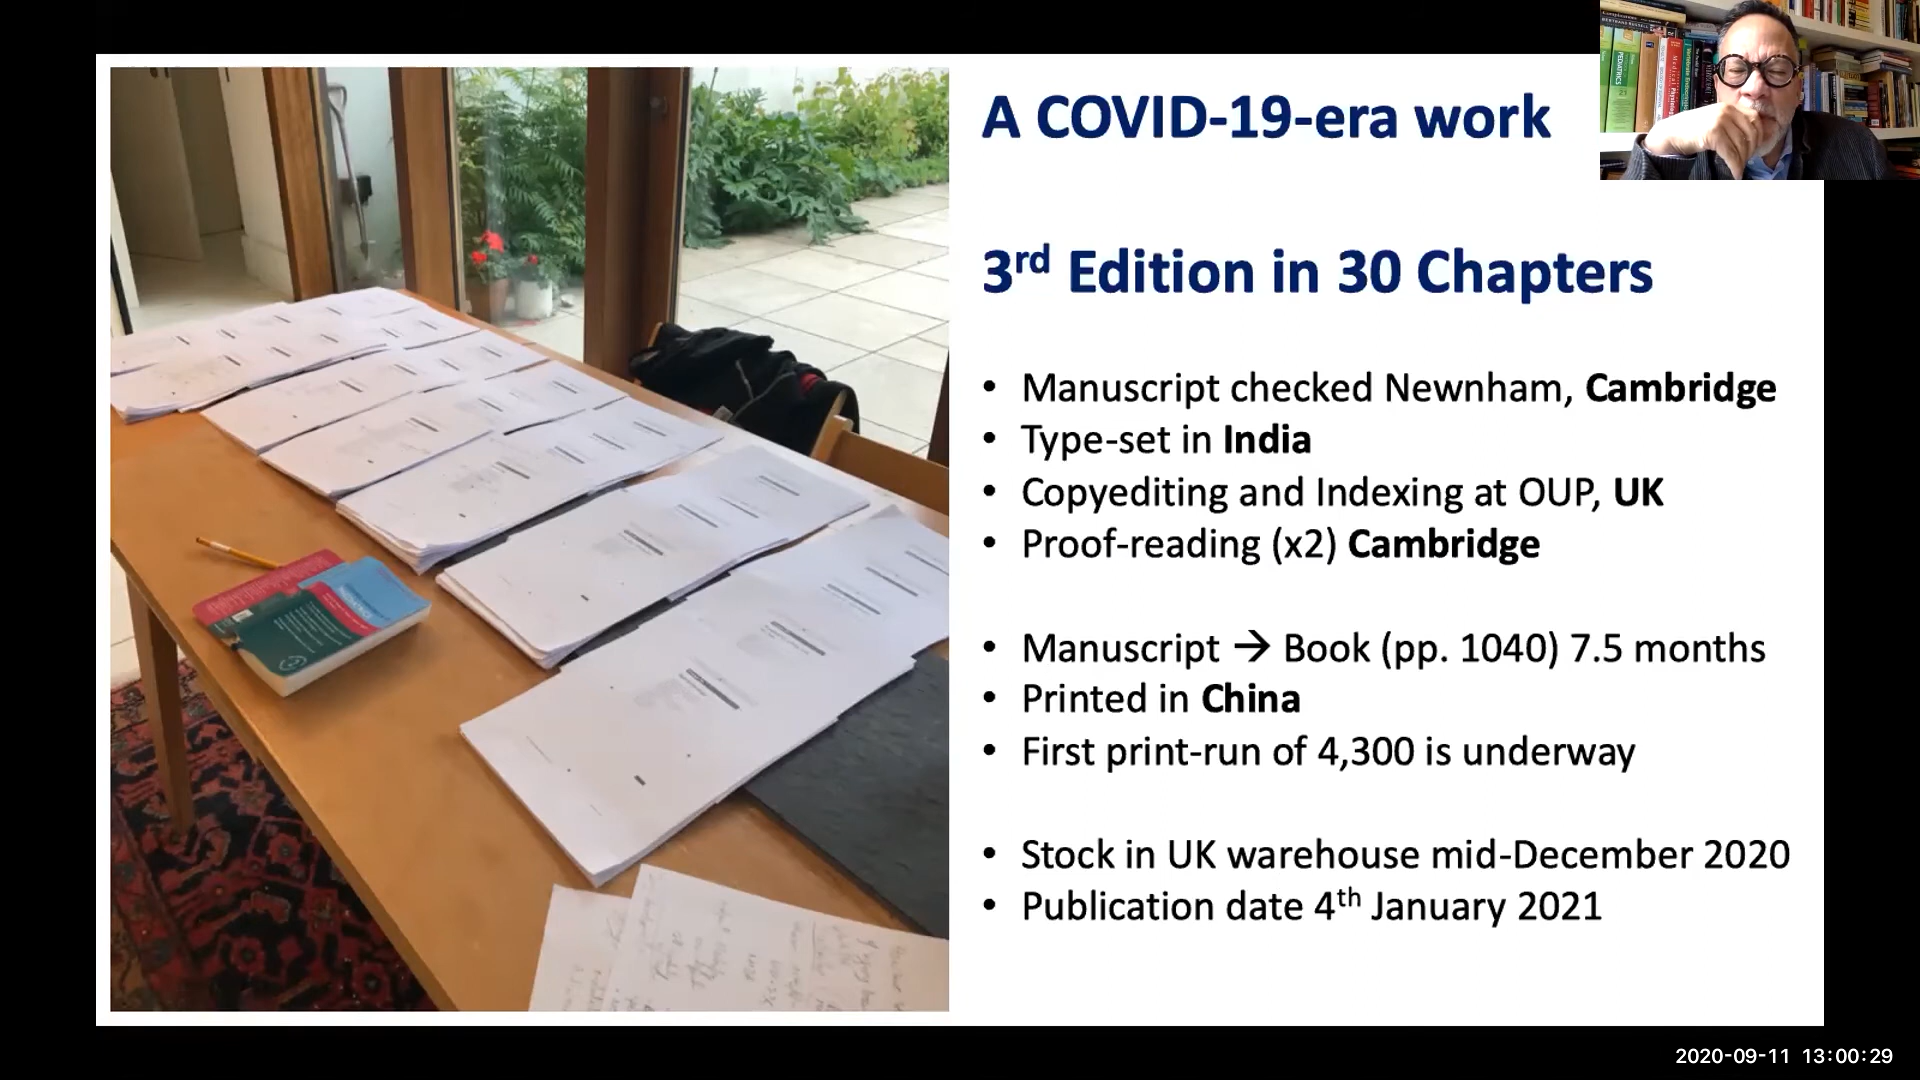 A COVID-19-era work
3rd Edition in 30 Chapters
• Manuscript checked Newnham, Cambridge
• Type-set in India
• Copyediting and Indexing at OUP, UK
• Proof-reading (x2) Cambridge
• Manuscript → Book (pp. 1040) 7.5 months
• Printed in China
• First print-run of 4,300 is underway
• Stock in UK warehouse mid-December 2020
• Publication date 4th January 2021
PEDIATRICS
2020-09-11 13:00:29